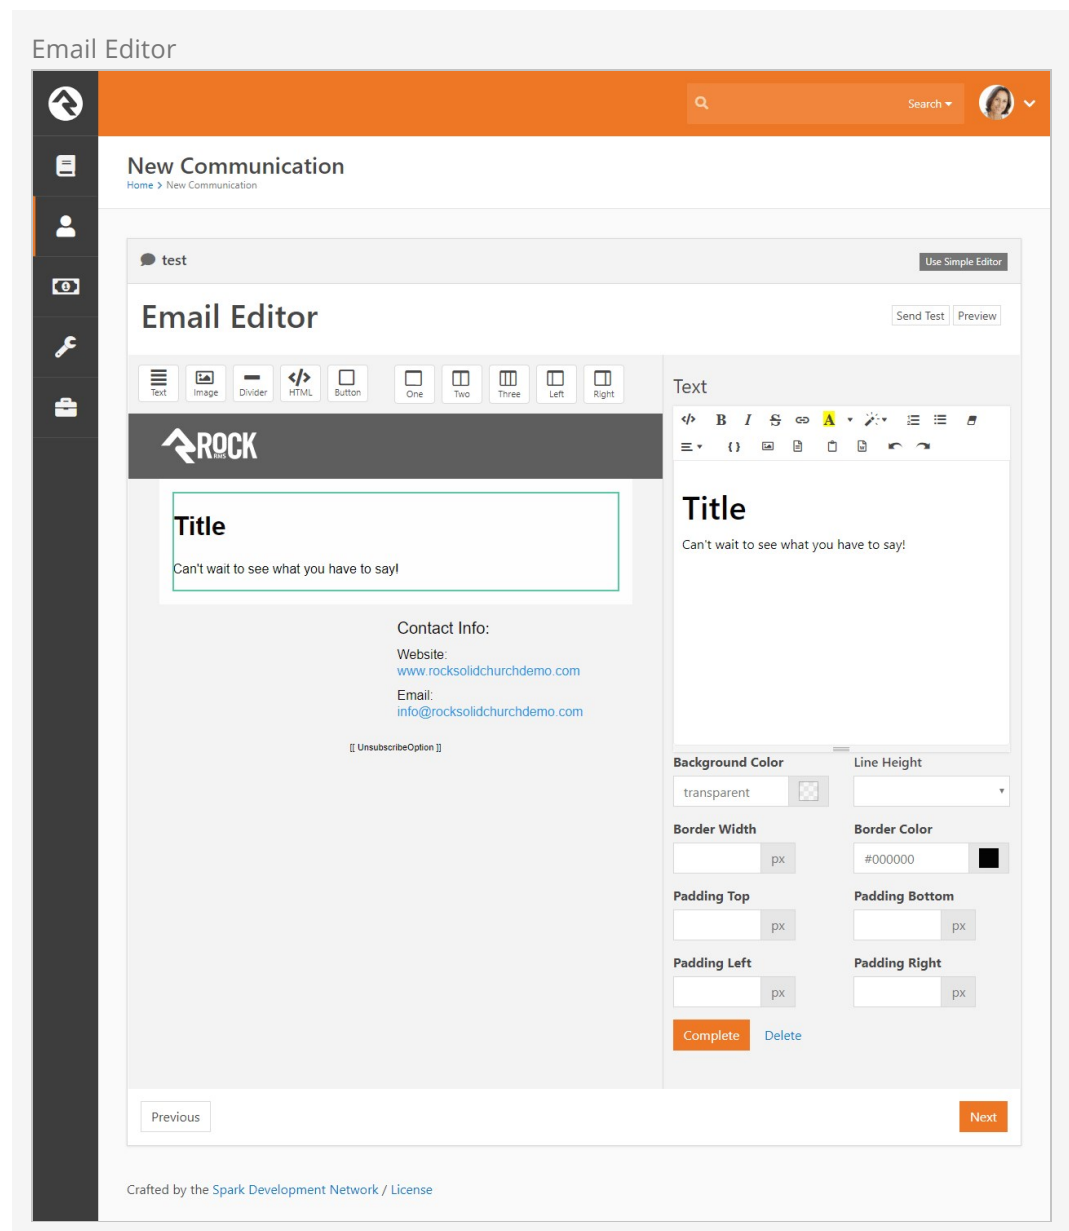 Email Editor
Search
New Communication
Home > New Communication
test
Use Simple Editor
Email Editor
Send Test
Preview
Text
Image
Divider
HTML
Button
One
Two
Three
Left
Right
ROCK
RMS
Title
Can't wait to see what you have to say!
Contact Info:
Website:
www.rocksolidchurchdemo.com
Email:
info@rocksolidchurchdemo.com
[[ UnsubscribeOption ]]
Text
B I S A
{ }
Title
Can't wait to see what you have to say!
Background Color
Line Height
transparent
Border Width
Border Color
px
#000000
Padding Top
Padding Bottom
px
px
Padding Left
Padding Right
px
px
Complete
Delete
Previous
Next
Crafted by the Spark Development Network / License